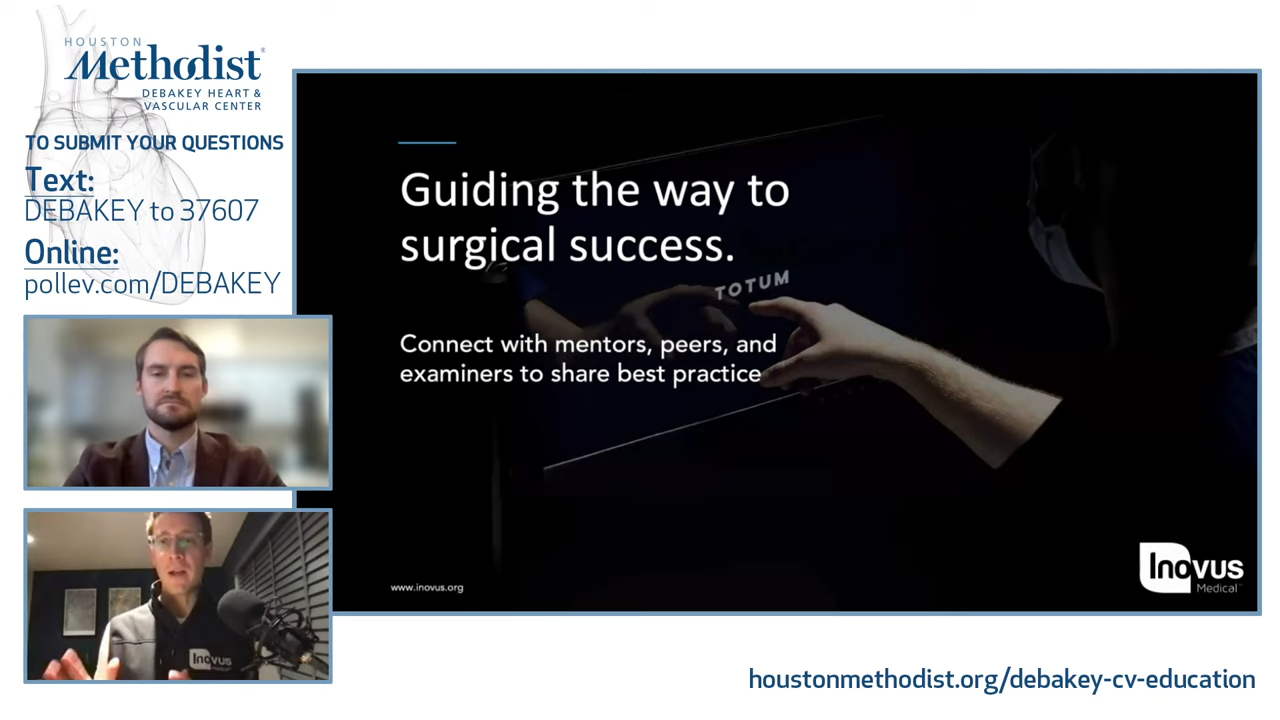 HOUSTON
Methodist®
DEBAKEY HEART &
VASCULAR CENTER
TO SUBMIT YOUR QUESTIONS
Text:
DEBAKEY to 37607
Online:
pollev.com/DEBAKEY
Guiding the way to
surgical success.
TOTUM
Connect with mentors, peers, and
examiners to share best practice.
www.inovus.org
Inovus
Medical™
Inovus
Medical
houstonmethodist.org/debakey-cv-education